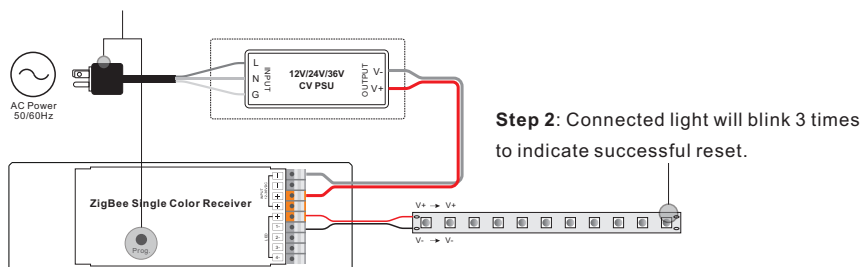 L
N
G
INPUT
12V/24V/36V
CV PSU
OUTPUT
V-
V+
AC Power
50/60Hz
Step 2: Connected light will blink 3 times
to indicate successful reset.
ZigBee Single Color Receiver
Prog.
INPUT
V+ → V+
V- → V-